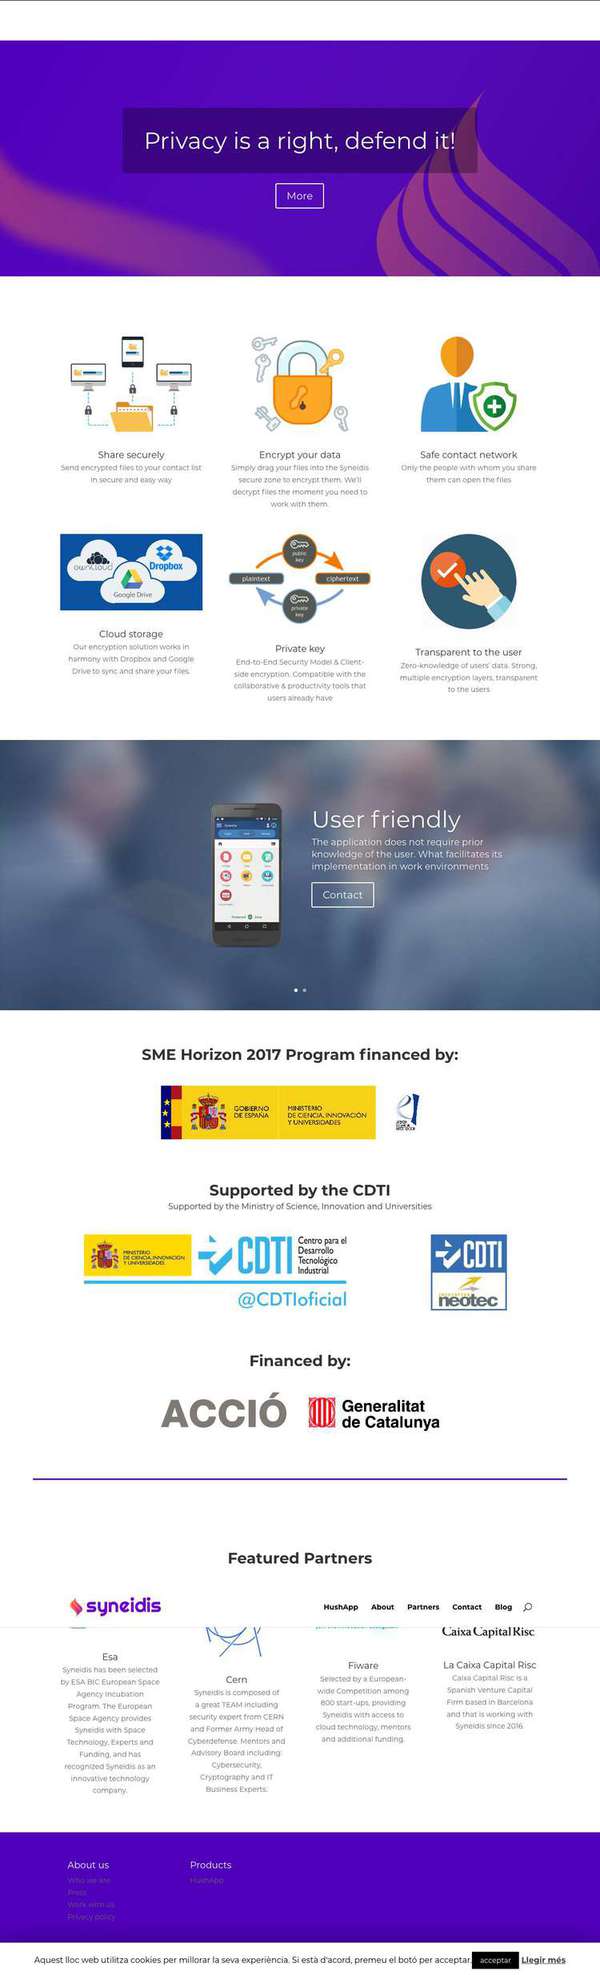 Privacy is a right, defend it!
More
Share securely
Send encrypted files to your contact list
in secure and easy way
Encrypt your data
Simply drag your files into the Syneidis
secure zone to encrypt them. We'll
decrypt files the moment you need to
work with them.
Safe contact network
Only the people with whom you share
them can open the files
ownCloud
Dropbox
Google Drive
Cloud storage
Our encryption solution works in
harmony with Dropbox and Google
Drive to sync and share your files.
public
key
plaintext
ciphertext
private
key
Private key
End-to-End Security Model & Client-
side encryption. Compatible with the
collaborative & productivity tools that
users already have
Transparent to the user
Zero-knowledge of users' data. Strong,
multiple encryption layers, transparent
to the users
User friendly
The application does not require prior
knowledge of the user. What facilitates its
implementation in work environments
Contact
SME Horizon 2017 Program financed by:
GOBIERNO
DE ESPAÑA
MINISTERIO
DE CIENCIA, INNOVACIÓN
Y UNIVERSIDADES
Supported by the CDTI
Supported by the Ministry of Science, Innovation and Universities
MINISTERIO
DE CIENCIA, INNOVACIÓN
Y UNIVERSIDADES
CDTI
Centro para el
Desarrollo
Tecnológico
Industrial
@CDTIoficial
CDTI
neotec
Financed by:
ACCIÓ
Generalitat
de Catalunya
Featured Partners
syneidis
HushApp
About
Partners
Contact
Blog
Caixa Capital Risc
Esa
Syneidis has been selected
by ESA BIC European Space
Agency Incubation
Program. The European
Space Agency provides
Syneidis with Space
Technology, Experts and
Funding, and has
recognized Syneidis as an
innovative technology
company.
Cern
Syneidis is composed of
a great TEAM including
security expert from CERN
and Former Army Head of
Cyberdefense. Mentors and
Advisory Board including:
Cybersecurity,
Cryptography and IT
Business Experts.
Fiware
Selected by a European-
wide Competition among
800 start-ups, providing
Syneidis with access to
cloud technology, mentors
and additional funding.
La Caixa Capital Risc
Caixa Capital Risc is a
Spanish Venture Capital
Firm based in Barcelona
and that is working with
Syneidis since 2016.
About us
Who we are
Press
Work with us
Privacy policy
Products
HushApp
Aquest lloc web utilitza cookies per millorar la seva experiència. Si està d'acord, premeu el botó per acceptar.
acceptar
Llegir més